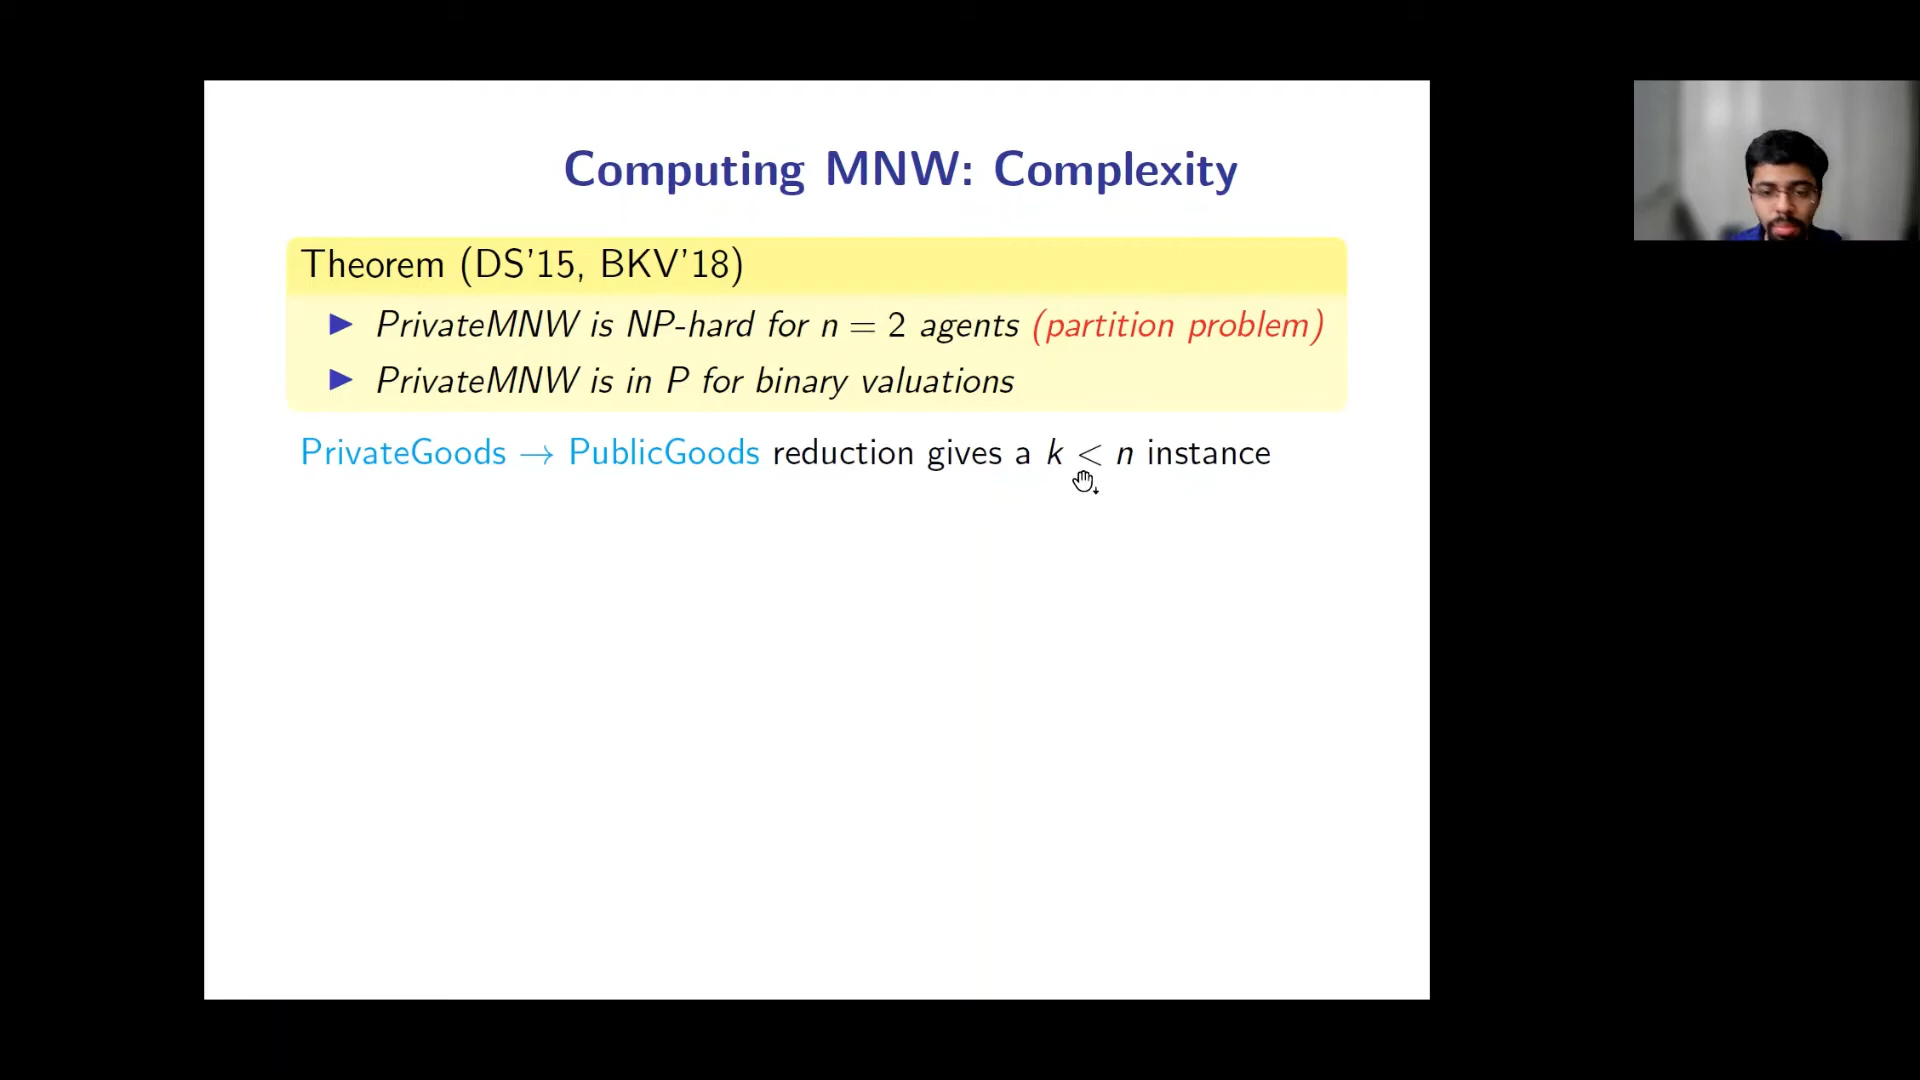 Computing MNW: Complexity
Theorem (DS'15, BKV'18)
▶ PrivateMNW is NP-hard for n = 2 agents (partition problem)
▶ PrivateMNW is in P for binary valuations
PrivateGoods → PublicGoods reduction gives a k < n instance